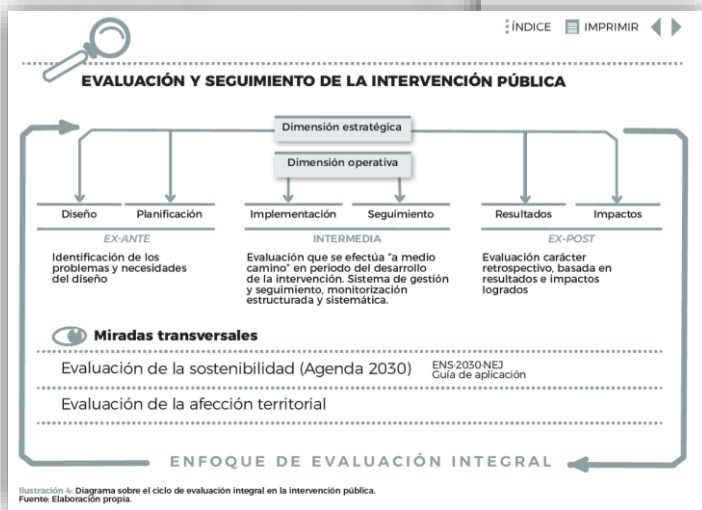 ÍNDICE IMPRIMIR
EVALUACIÓN Y SEGUIMIENTO DE LA INTERVENCIÓN PÚBLICA
Dimensión estratégica
Dimensión operativa
Diseño Planificación Implementación Seguimiento Resultados Impactos
EX-ANTE
Identificación de los
problemas y necesidades
del diseño
INTERMEDIA
Evaluación que se efectúa "a medio
camino" en periodo del desarrollo
de la intervención. Sistema de gestión
y seguimiento, monitorización
estructurada y sistemática.
EX-POST
Evaluación carácter
retrospectivo, basada en
resultados e impactos
logrados
Miradas transversales
Evaluación de la sostenibilidad (Agenda 2030)
ENS·2030·NEJ
Guía de aplicación
Evaluación de la afección territorial
ENFOQUE DE EVALUACIÓN INTEGRAL
Ilustración 4: Diagrama sobre el ciclo de evaluación integral en la intervención pública.
Fuente: Elaboración propia.